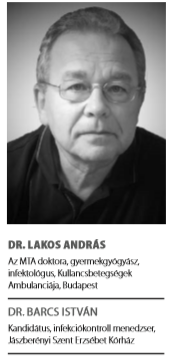 DR. LAKOS ANDRÁS
Az MTA doktora, gyermekgyógyász,
infektológus, Kullancsbetegségek
Ambulanciája, Budapest
DR. BARCS ISTVÁN
Kandidátus, infekciókontroll menedzser,
Jászberényi Szent Erzsébet Kórház